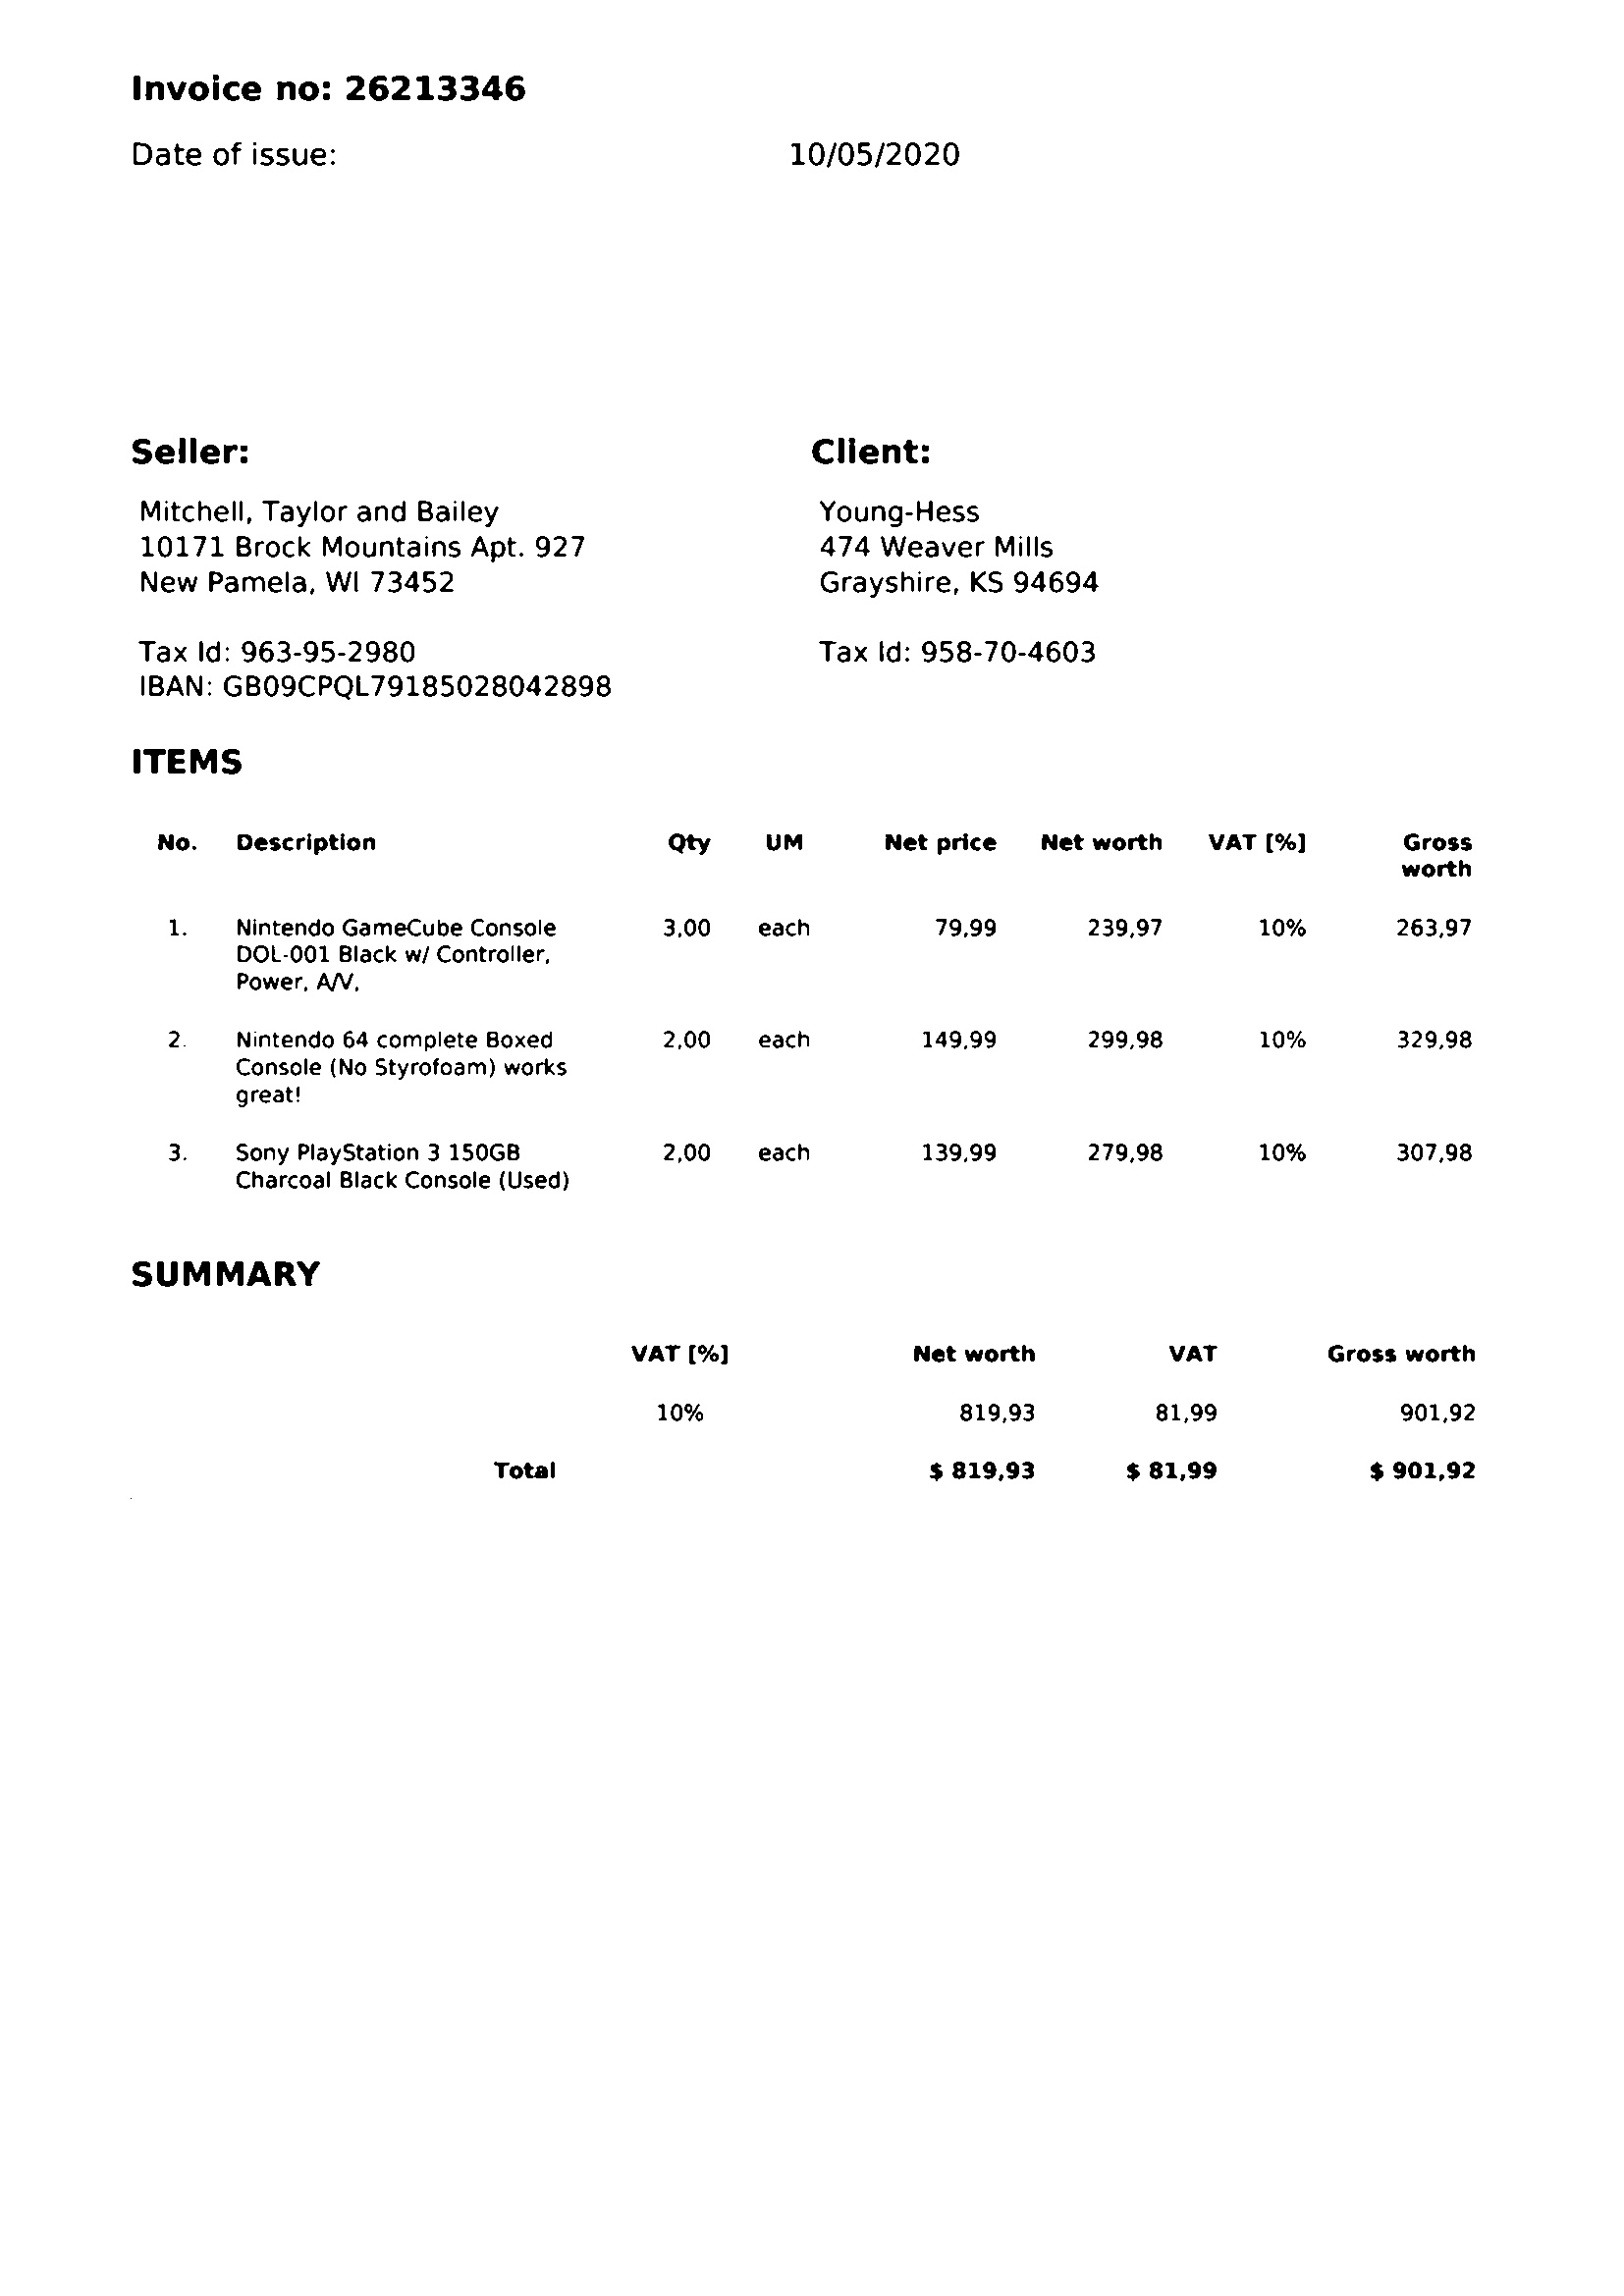 Invoice no: 26213346
Date of issue: 10/05/2020
Seller:
Mitchell, Taylor and Bailey
10171 Brock Mountains Apt. 927
New Pamela, WI 73452
Tax Id: 963-95-2980
IBAN: GB09CPQL79185028042898
Client:
Young-Hess
474 Weaver Mills
Grayshire, KS 94694
Tax Id: 958-70-4603
ITEMS
No. Description Qty UM Net price Net worth VAT [%] Gross
worth
1. Nintendo GameCube Console 3,00 each 79,99 239,97 10% 263,97
DOL-001 Black w/ Controller,
Power, A/V,
2. Nintendo 64 complete Boxed 2,00 each 149,99 299,98 10% 329,98
Console (No Styrofoam) works
great!
3. Sony PlayStation 3 150GB 2,00 each 139,99 279,98 10% 307,98
Charcoal Black Console (Used)
SUMMARY
VAT [%] Net worth VAT Gross worth
10% 819,93 81,99 901,92
Total $ 819,93 $ 81,99 $ 901,92